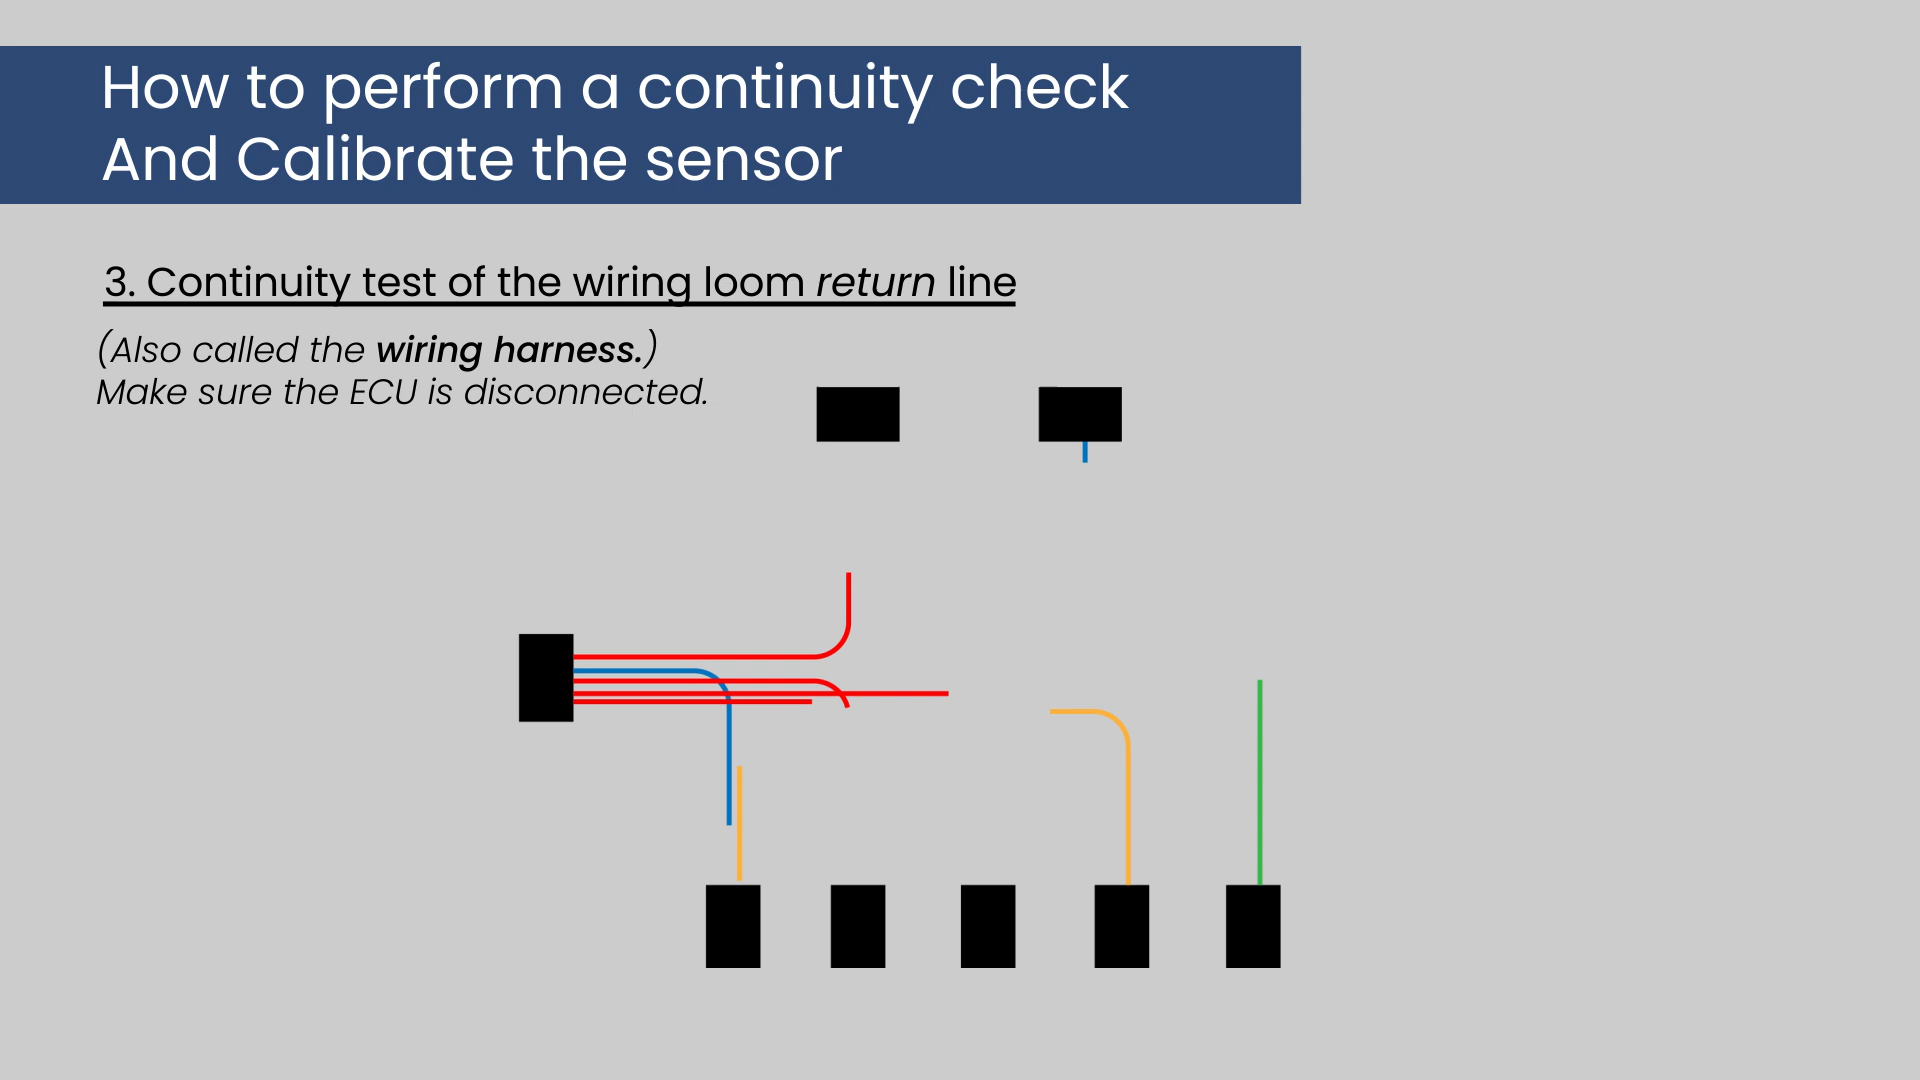 How to perform a continuity check
And Calibrate the sensor
3. Continuity test of the wiring loom return line
(Also called the wiring harness.)
Make sure the ECU is disconnected.